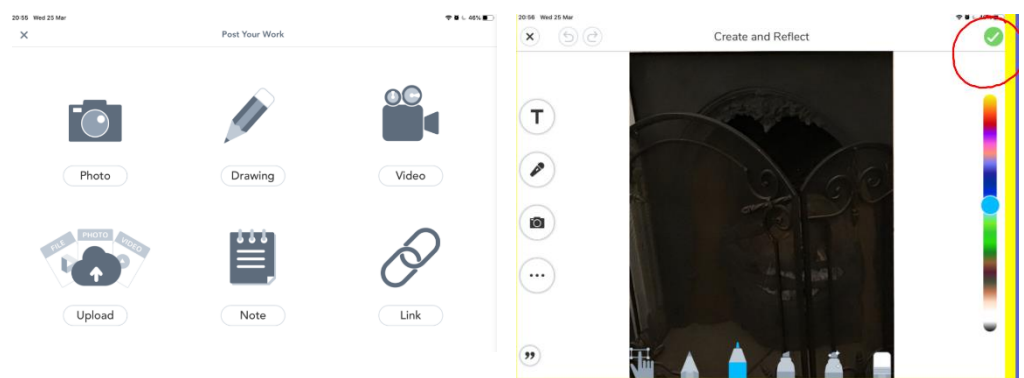 20:55 Wed 25 Mar
46%
Post Your Work
Photo
Drawing
Video
FILE
PHOTO
VIDEO
Upload
Note
Link
20:56 Wed 25 Mar
Create and Reflect
T